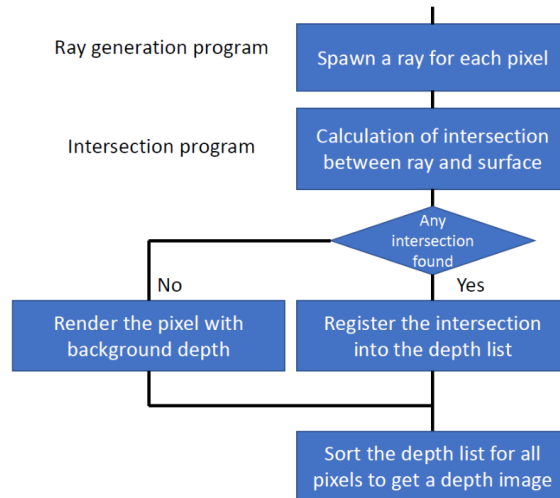 Ray generation program
Spawn a ray for each pixel
Intersection program
Calculation of intersection
between ray and surface
Any
intersection
found
No
Yes
Render the pixel with
background depth
Register the intersection
into the depth list
Sort the depth list for all
pixels to get a depth image